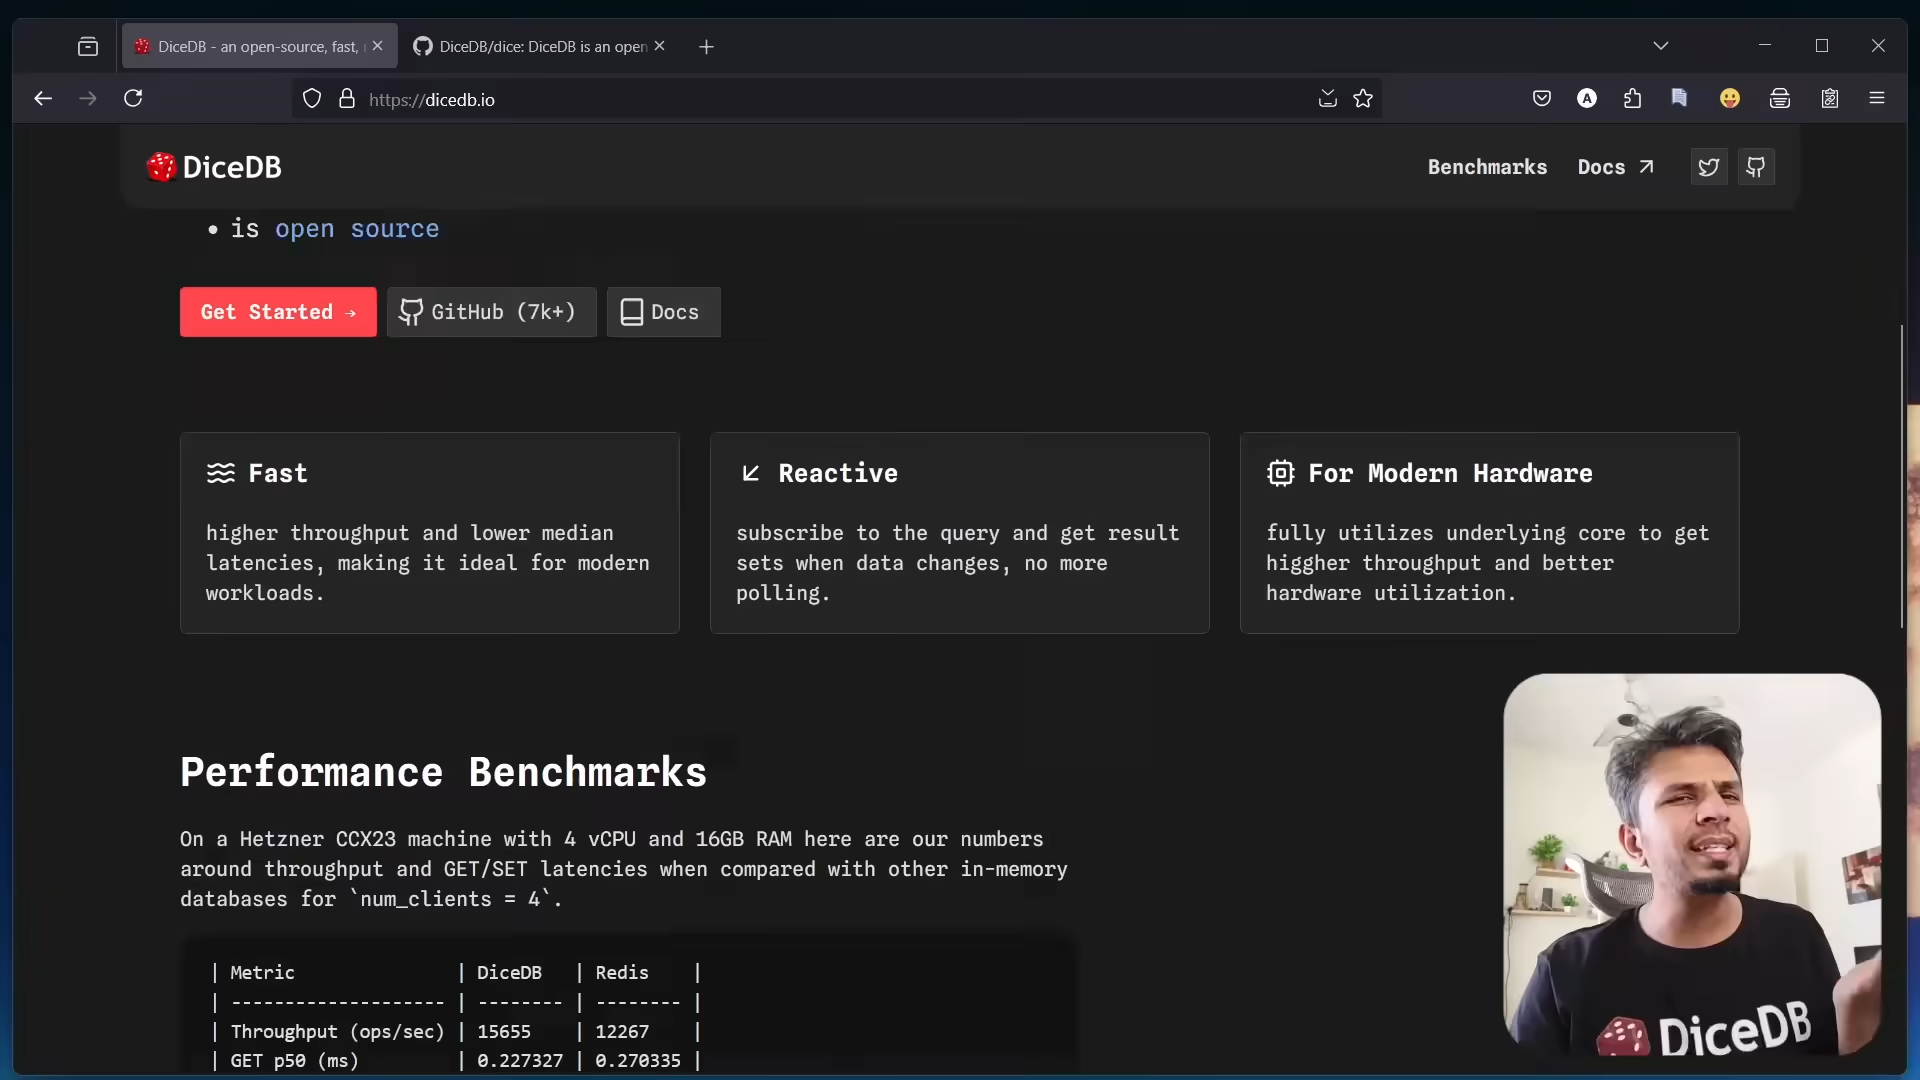 DiceDB - an open-source, fast,
DiceDB/dice: DiceDB is an open
https://dicedb.io
A
DiceDB
Benchmarks
Docs
• is open source
Get Started →
GitHub (7k+)
Docs
Fast
higher throughput and lower median
latencies, making it ideal for modern
workloads.
Reactive
subscribe to the query and get result
sets when data changes, no more
polling.
For Modern Hardware
fully utilizes underlying core to get
higgher throughput and better
hardware utilization.
Performance Benchmarks
On a Hetzner CCX23 machine with 4 vCPU and 16GB RAM here are our numbers
around throughput and GET/SET latencies when compared with other in-memory
databases for `num_clients = 4`.
| Metric | DiceDB | Redis |
| -------------------- | -------- | -------- |
| Throughput (ops/sec) | 15655 | 12267 |
| GET p50 (ms) | 0.227327 | 0.270335 |
DiceDB